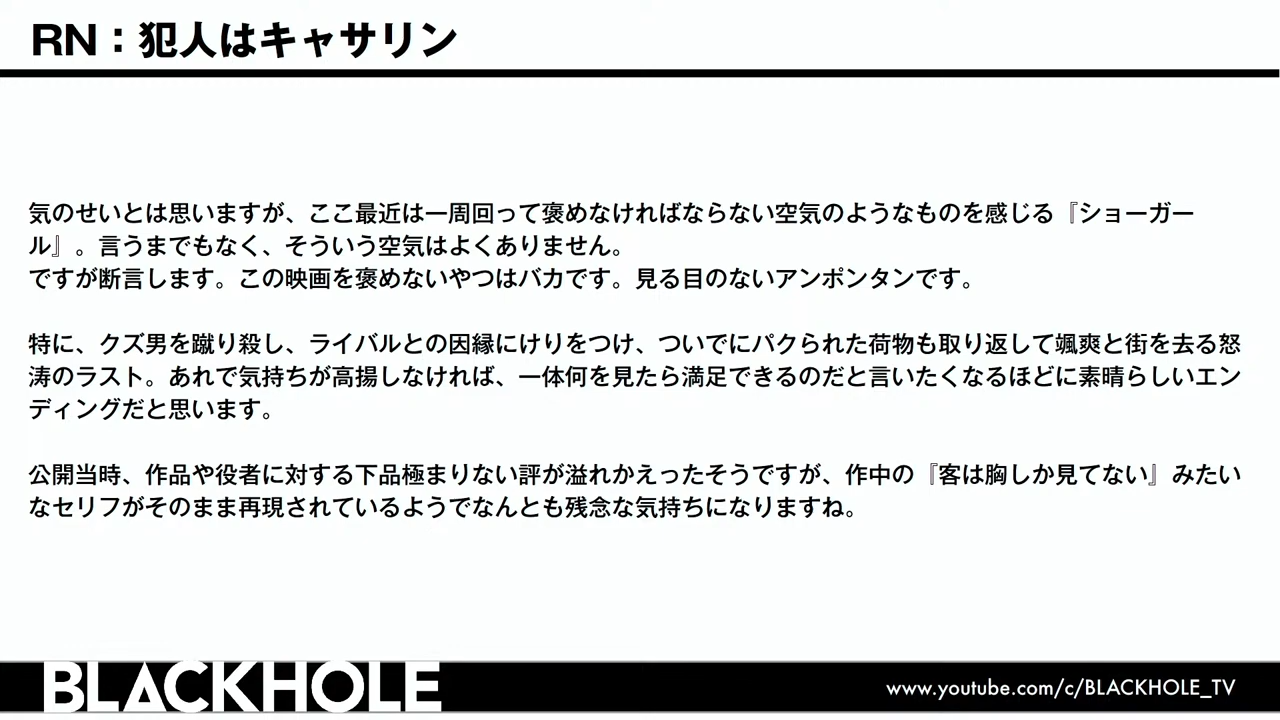 RN：犯人はキャサリン
気のせいとは思いますが、ここ最近は一周回って褒めなければならない空気のようなものを感じる『ショーガー
ル』。言うまでもなく、そういう空気はよくありません。
ですが断言します。この映画を褒めないやつはバカです。見る目のないアンポンタンです。
特に、クズ男を蹴り殺し、ライバルとの因縁にけりをつけ、ついでにパクられた荷物も取り返して颯爽と街を去る怒
涛のラスト。あれで気持ちが高揚しなければ、一体何を見たら満足できるのだと言いたくなるほどに素晴らしいエン
ディングだと思います。
公開当時、作品や役者に対する下品極まりない評が溢れかえったそうですが、作中の『客は胸しか見てない』みたい
なセリフがそのまま再現されているようでなんとも残念な気持ちになりますね。
BLACKHOLE
www.youtube.com/c/BLACKHOLE_TV